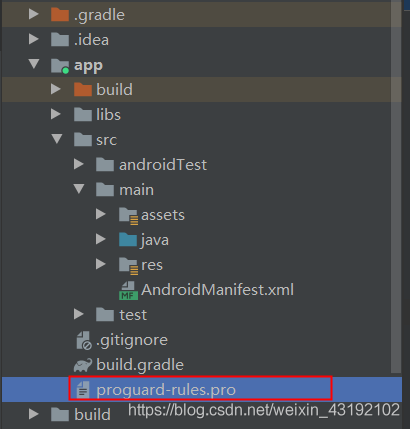 .gradle
.idea
app
build
libs
src
androidTest
main
assets
java
res
MF AndroidManifest.xml
test
.gitignore
build.gradle
proguard-rules.pro
build
https://blog.csdn.net/weixin_43192102